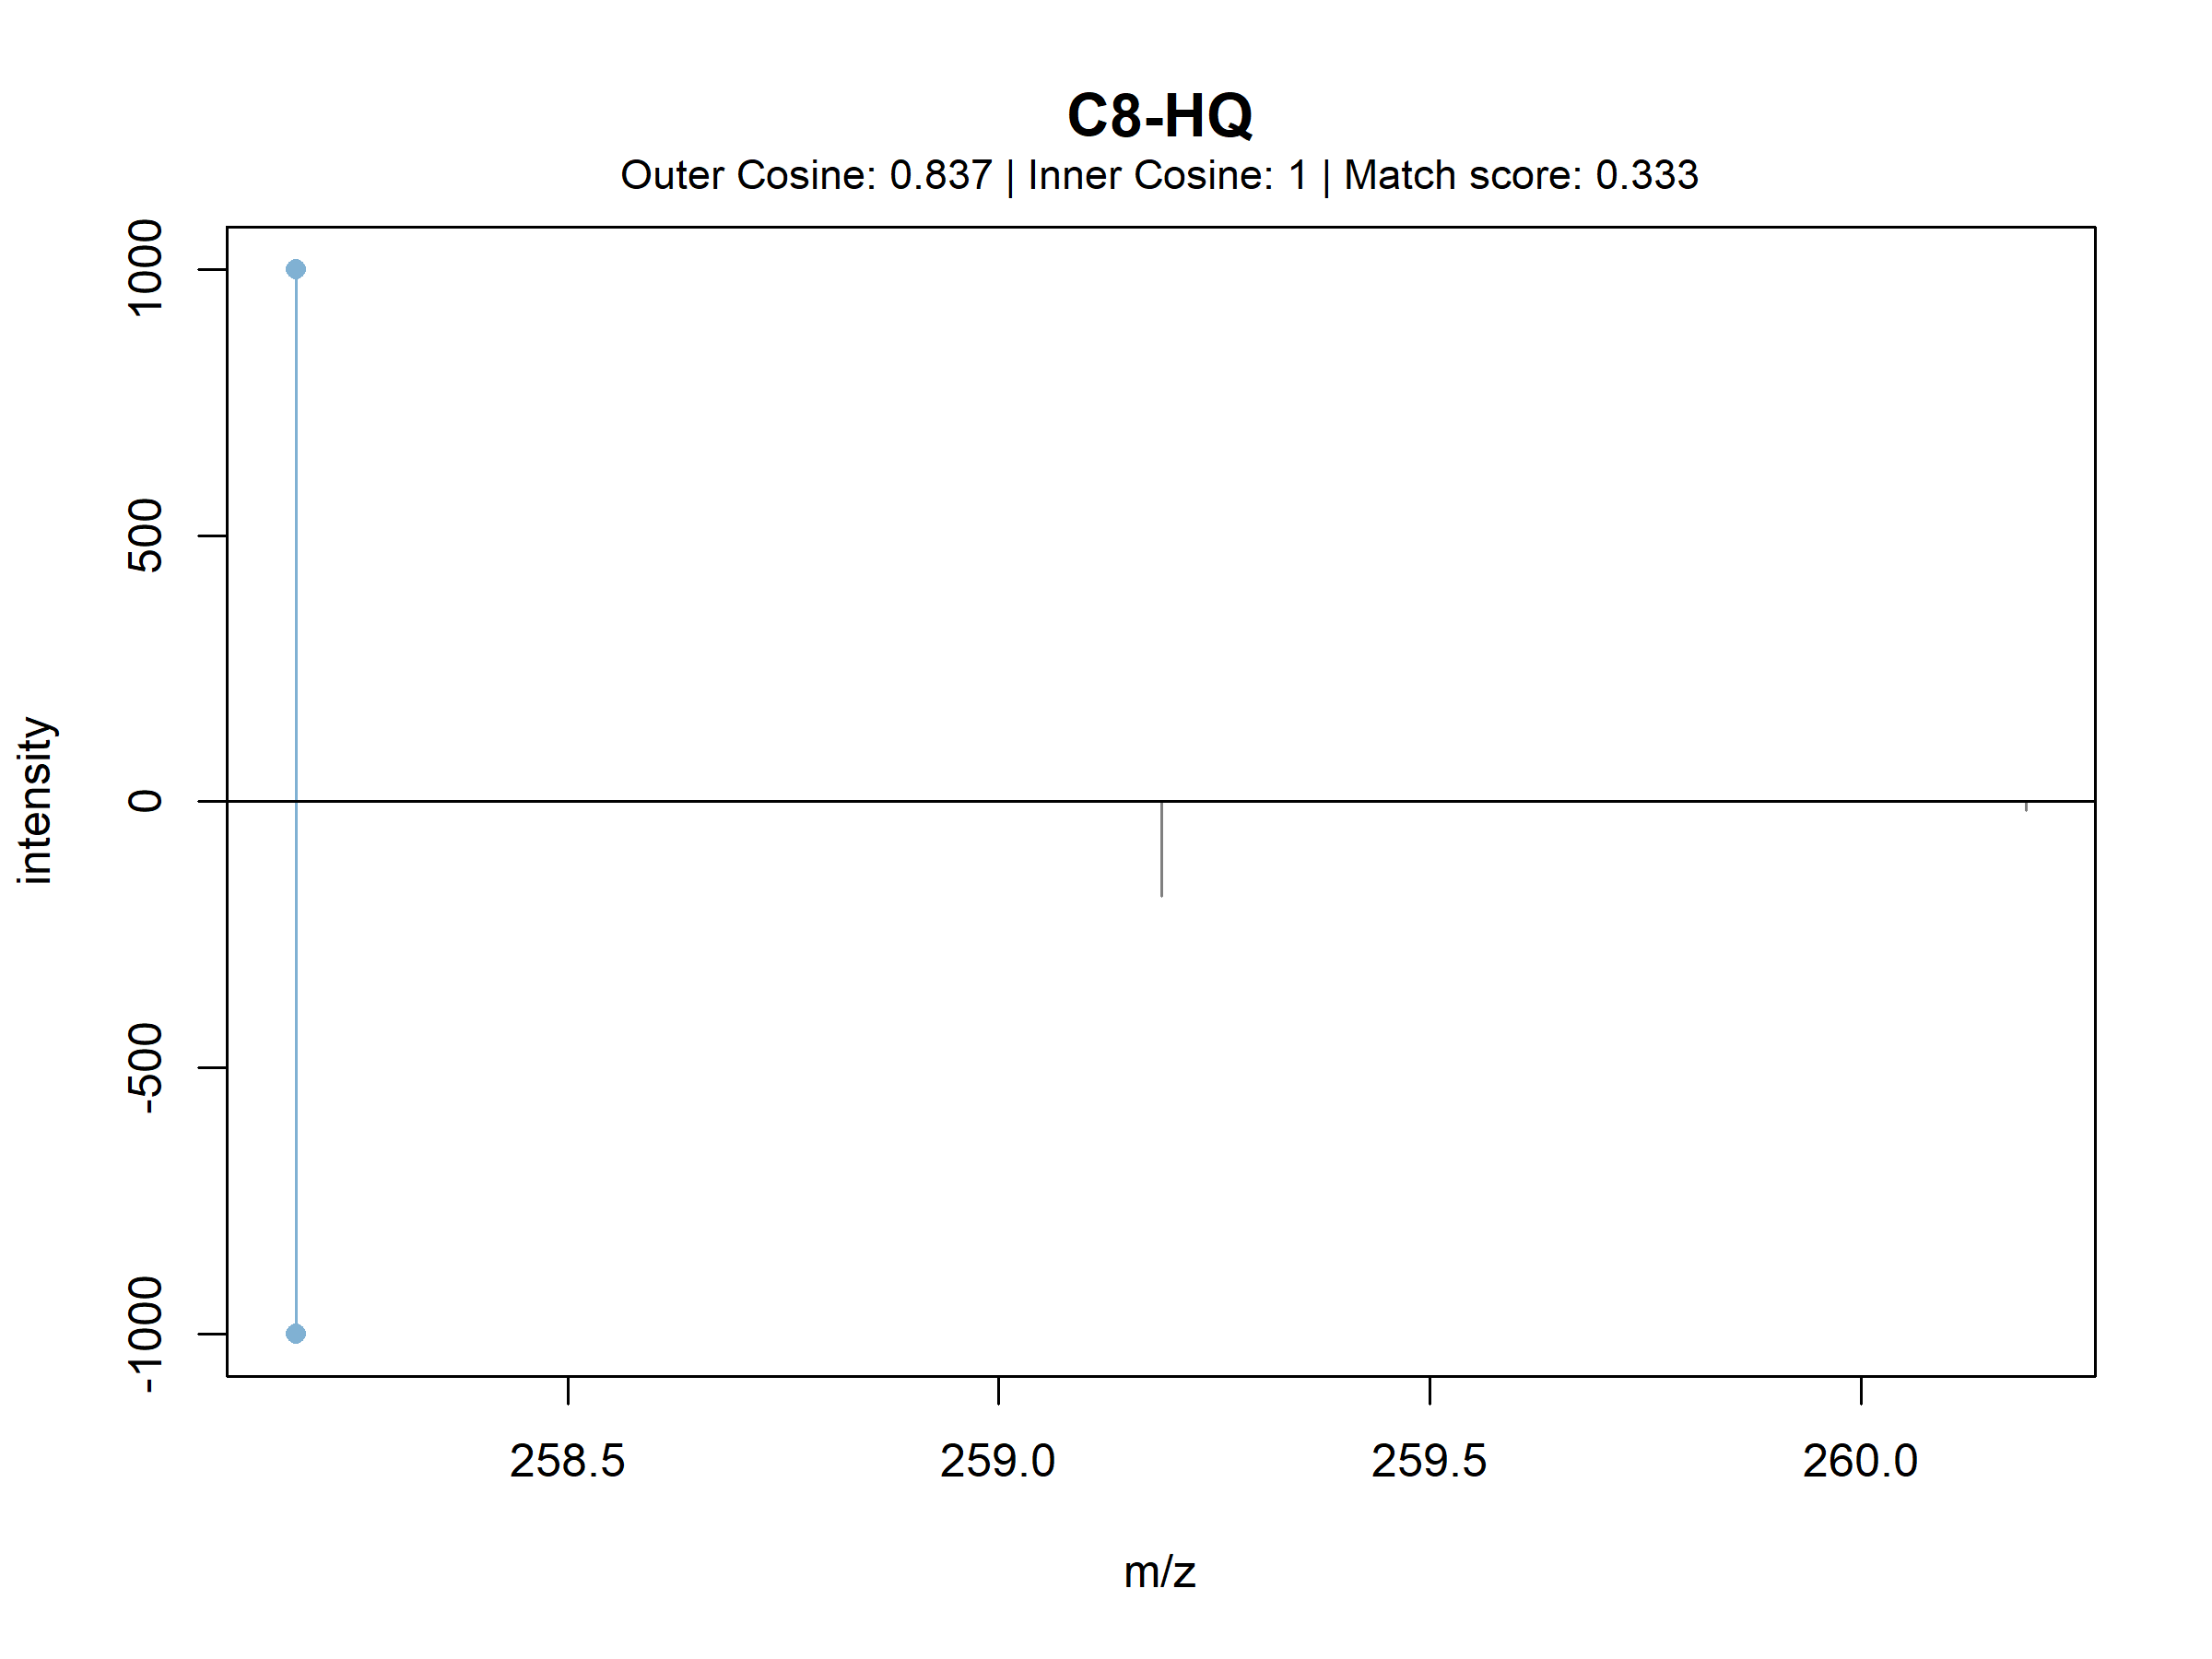 C8-HQ
Outer Cosine: 0.837 | Inner Cosine: 1 | Match score: 0.333
1000
500
0
-500
-1000
intensity
258.5
259.0
259.5
260.0
m/z